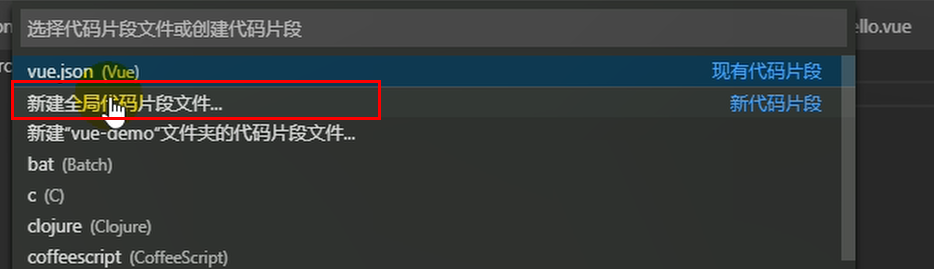 选择代码片段文件或创建代码片段
ello.vue
vue.json (Vue) 现有代码片段
新建全局代码片段文件... 新代码片段
新建"vue-demo"文件夹的代码片段文件...
bat (Batch)
c (C)
clojure (Clojure)
coffeescript (CoffeeScript)